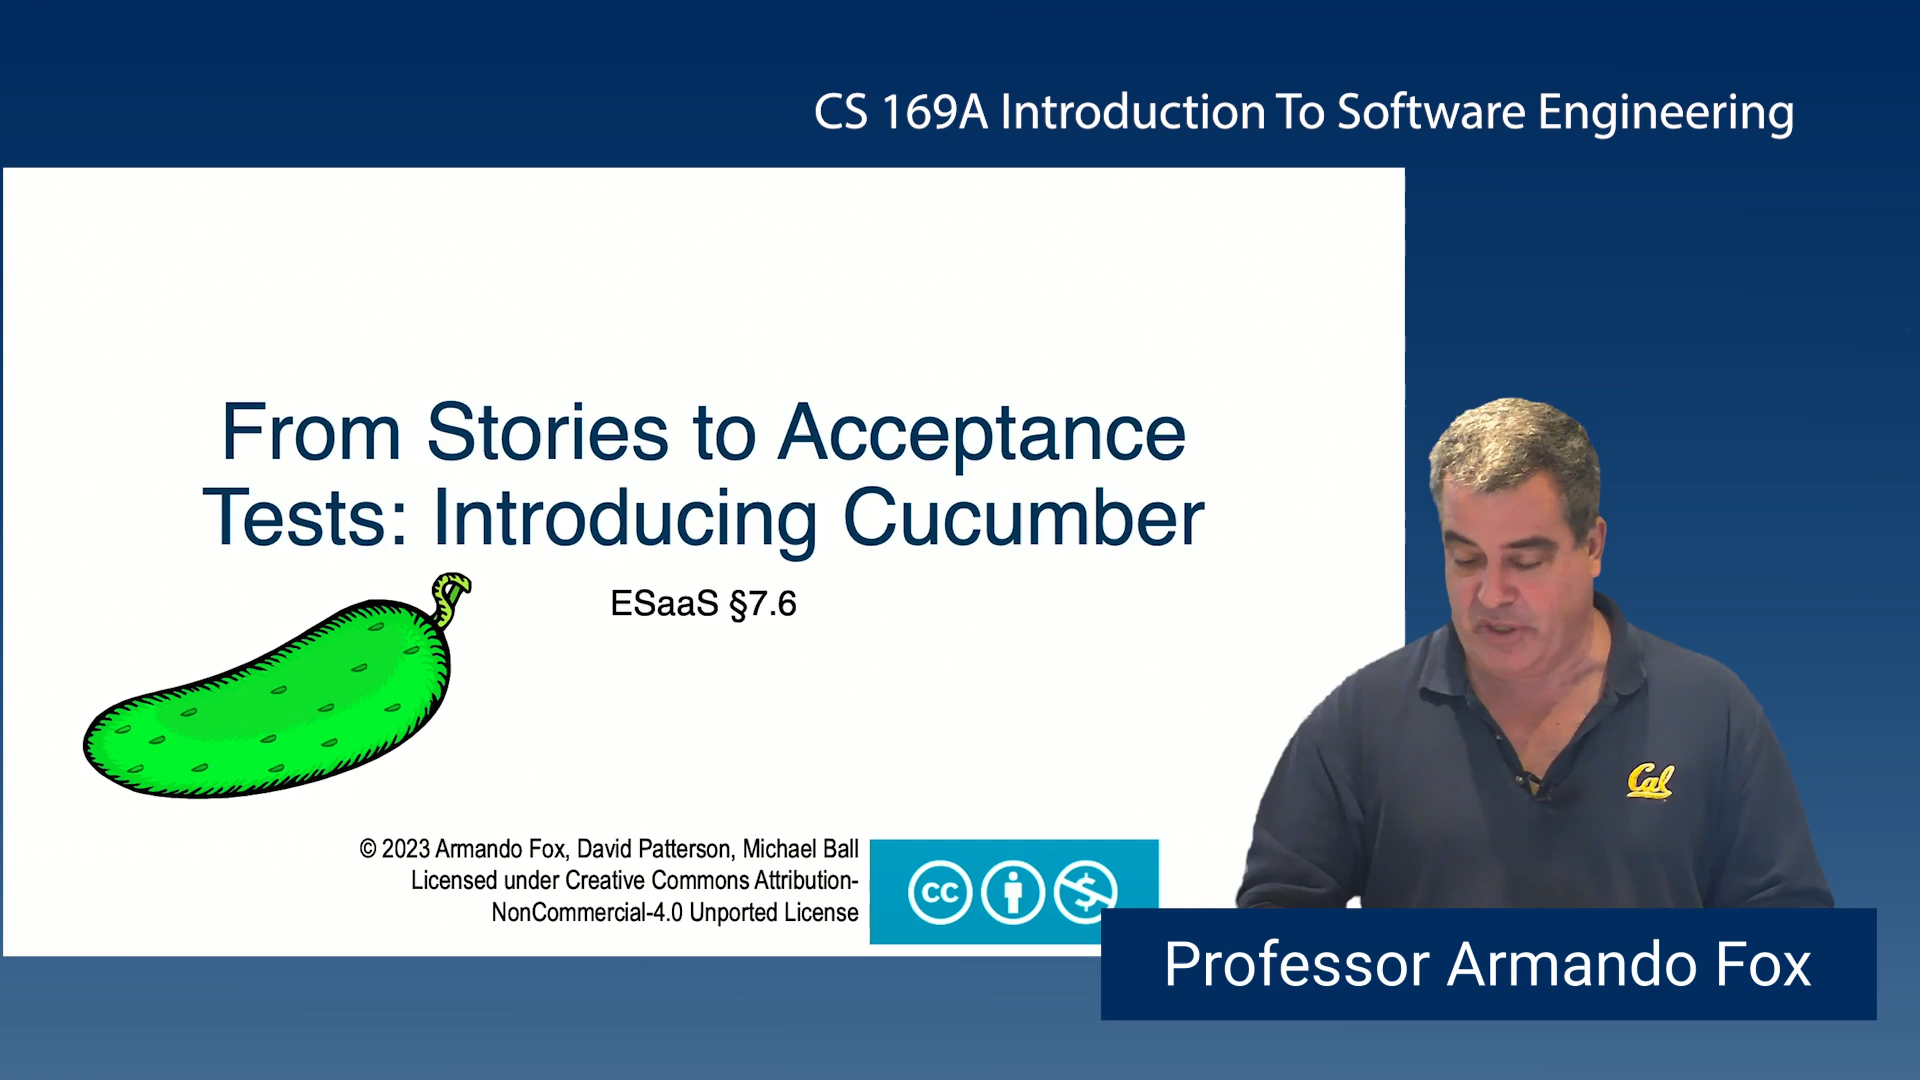 CS 169A Introduction To Software Engineering
From Stories to Acceptance
Tests: Introducing Cucumber
ESaaS §7.6
© 2023 Armando Fox, David Patterson, Michael Ball
Licensed under Creative Commons Attribution-
NonCommercial-4.0 Unported License
cc
$
Cal
Professor Armando Fox